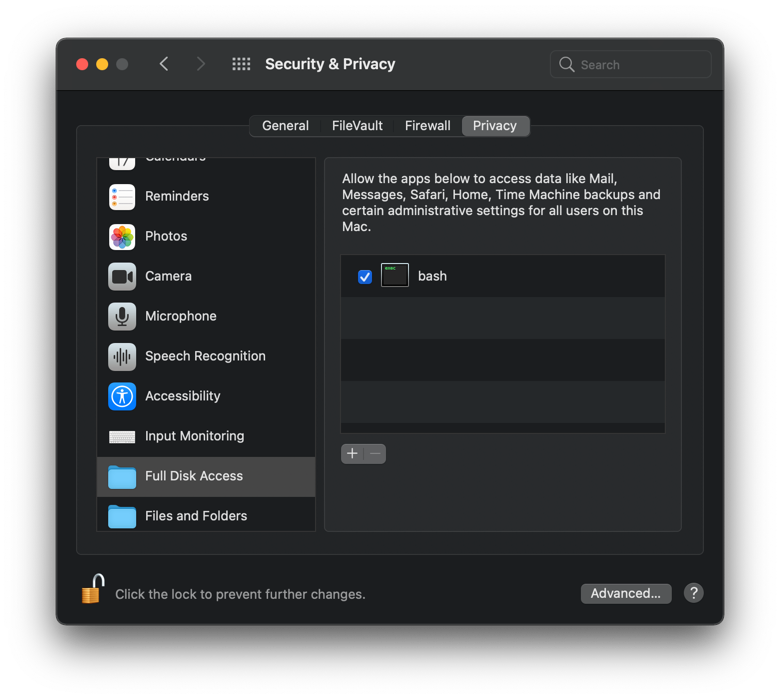 Security & Privacy
Search
General
FileVault
Firewall
Privacy
17
Calendars
Reminders
Photos
Camera
Microphone
Speech Recognition
Accessibility
Input Monitoring
Full Disk Access
Files and Folders
Allow the apps below to access data like Mail,
Messages, Safari, Home, Time Machine backups and
certain administrative settings for all users on this
Mac.
bash
+
−
Click the lock to prevent further changes.
Advanced...
?